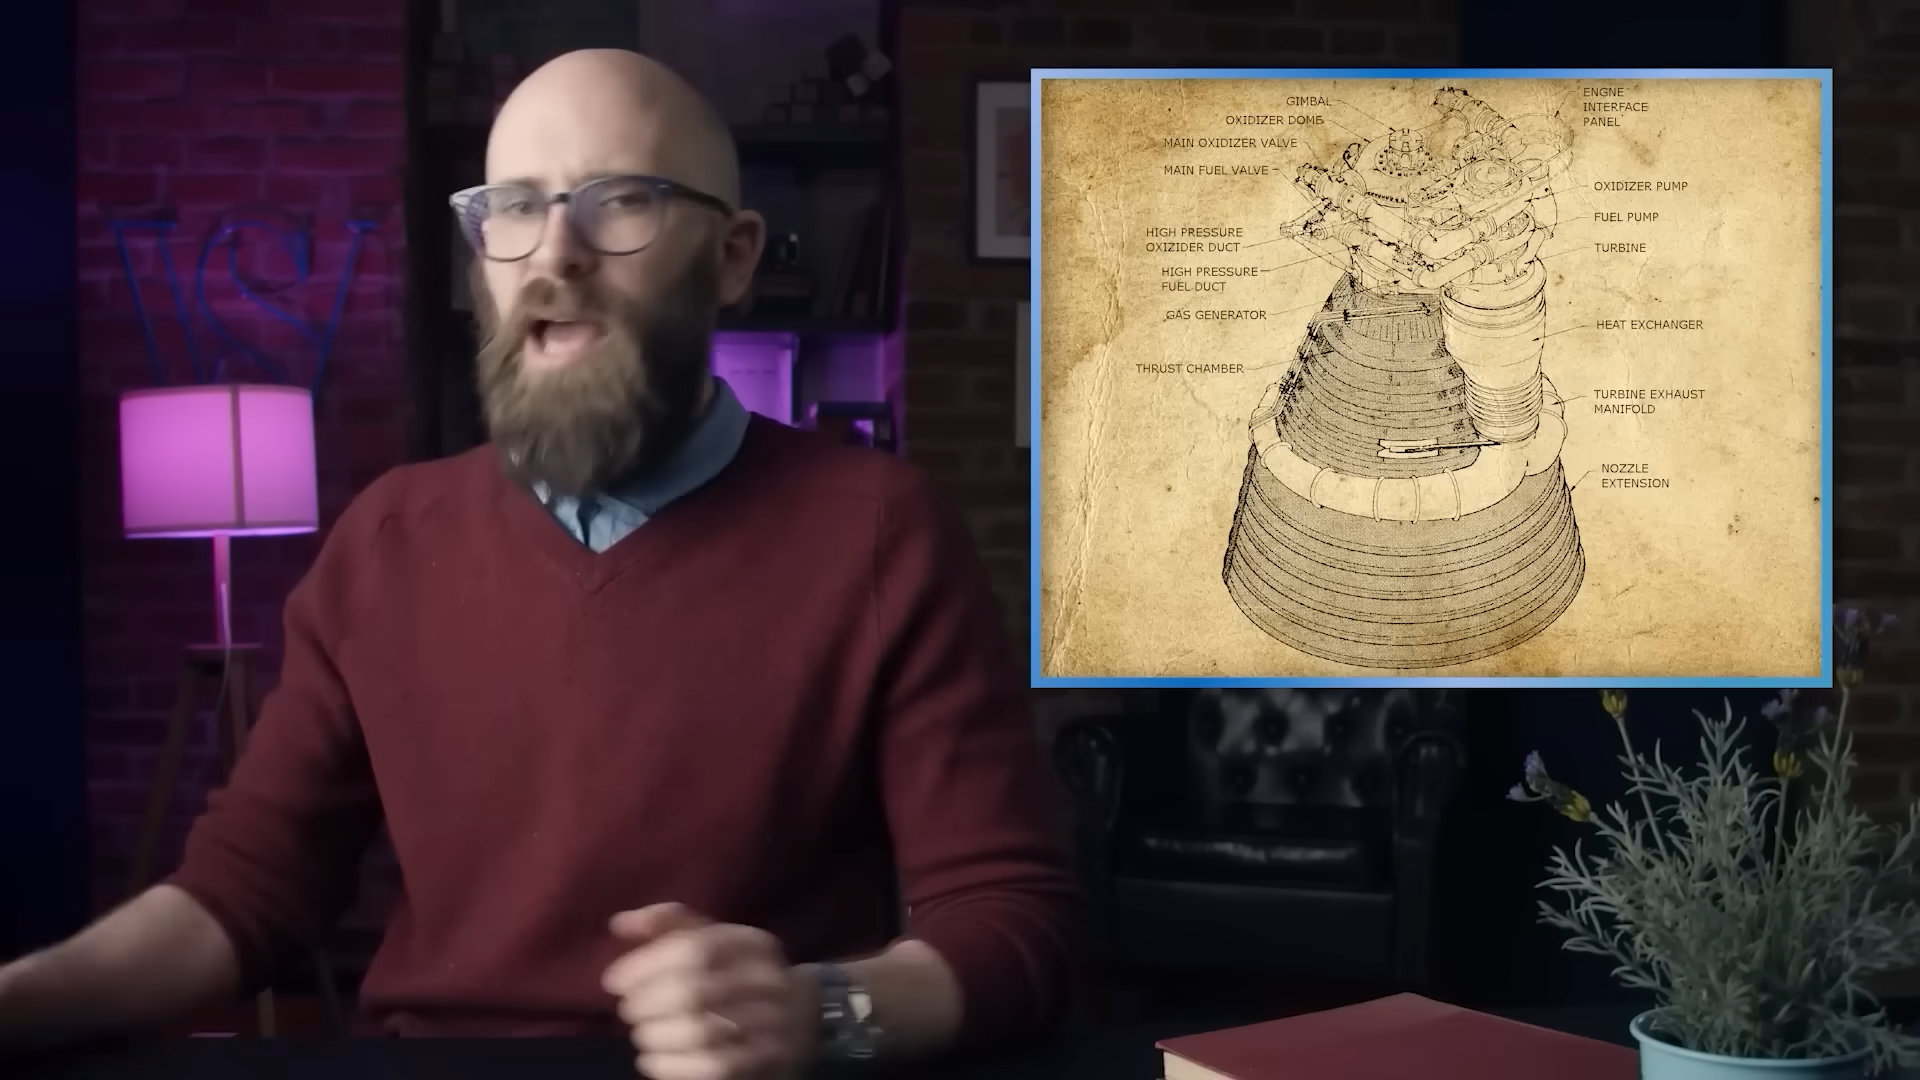 GIMBAL
OXIDIZER DOME
MAIN OXIDIZER VALVE
MAIN FUEL VALVE
HIGH PRESSURE
OXIZIDER DUCT
HIGH PRESSURE
FUEL DUCT
GAS GENERATOR
THRUST CHAMBER
ENGNE
INTERFACE
PANEL
OXIDIZER PUMP
FUEL PUMP
TURBINE
HEAT EXCHANGER
TURBINE EXHAUST
MANIFOLD
NOZZLE
EXTENSION